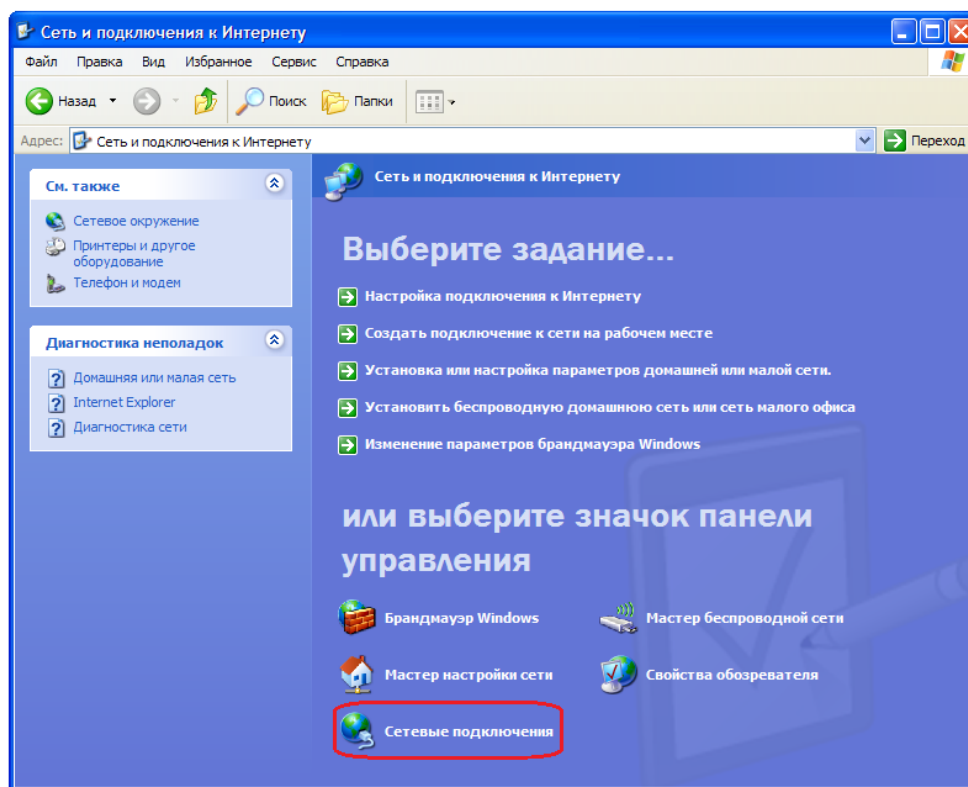 Сеть и подключения к Интернету
Файл Правка Вид Избранное Сервис Справка
Назад Поиск Папки
Адрес: Сеть и подключения к Интернету Переход
См. также
Сетевое окружение
Принтеры и другое
оборудование
Телефон и модем
Диагностика неполадок
Домашняя или малая сеть
Internet Explorer
Диагностика сети
Сеть и подключения к Интернету
Выберите задание...
Настройка подключения к Интернету
Создать подключение к сети на рабочем месте
Установка или настройка параметров домашней или малой сети.
Установить беспроводную домашнюю сеть или сеть малого офиса
Изменение параметров брандмауэра Windows
или выберите значок панели
управления
Брандмауэр Windows
Мастер беспроводной сети
Мастер настройки сети
Свойства обозревателя
Сетевые подключения